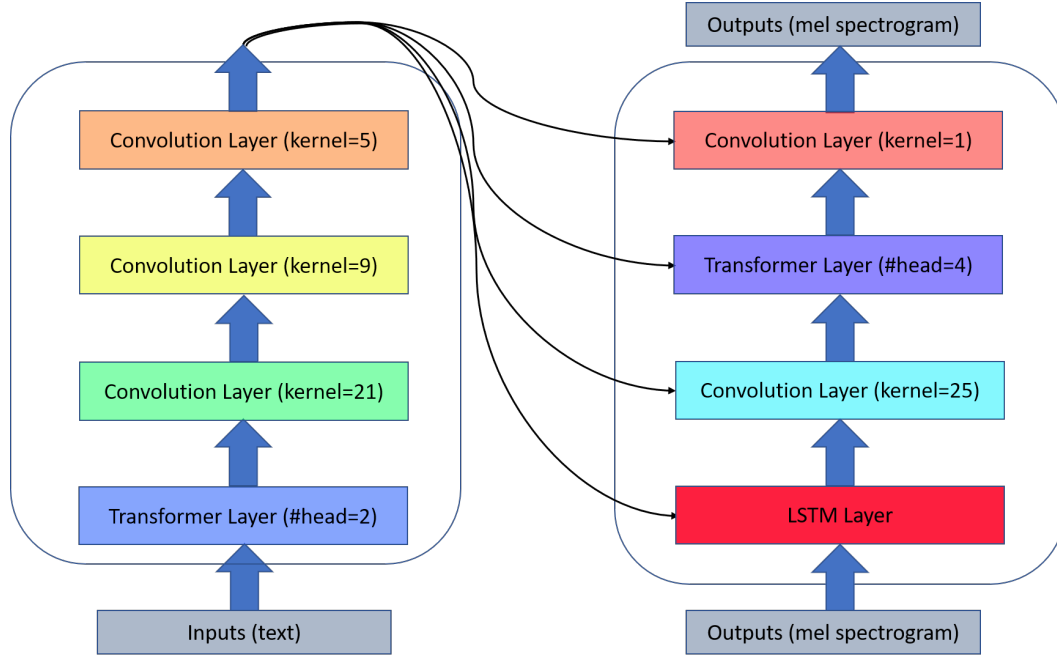 Convolution Layer (kernel=5)
Convolution Layer (kernel=9)
Convolution Layer (kernel=21)
Transformer Layer (#head=2)
Inputs (text)
Outputs (mel spectrogram)
Convolution Layer (kernel=1)
Transformer Layer (#head=4)
Convolution Layer (kernel=25)
LSTM Layer
Outputs (mel spectrogram)